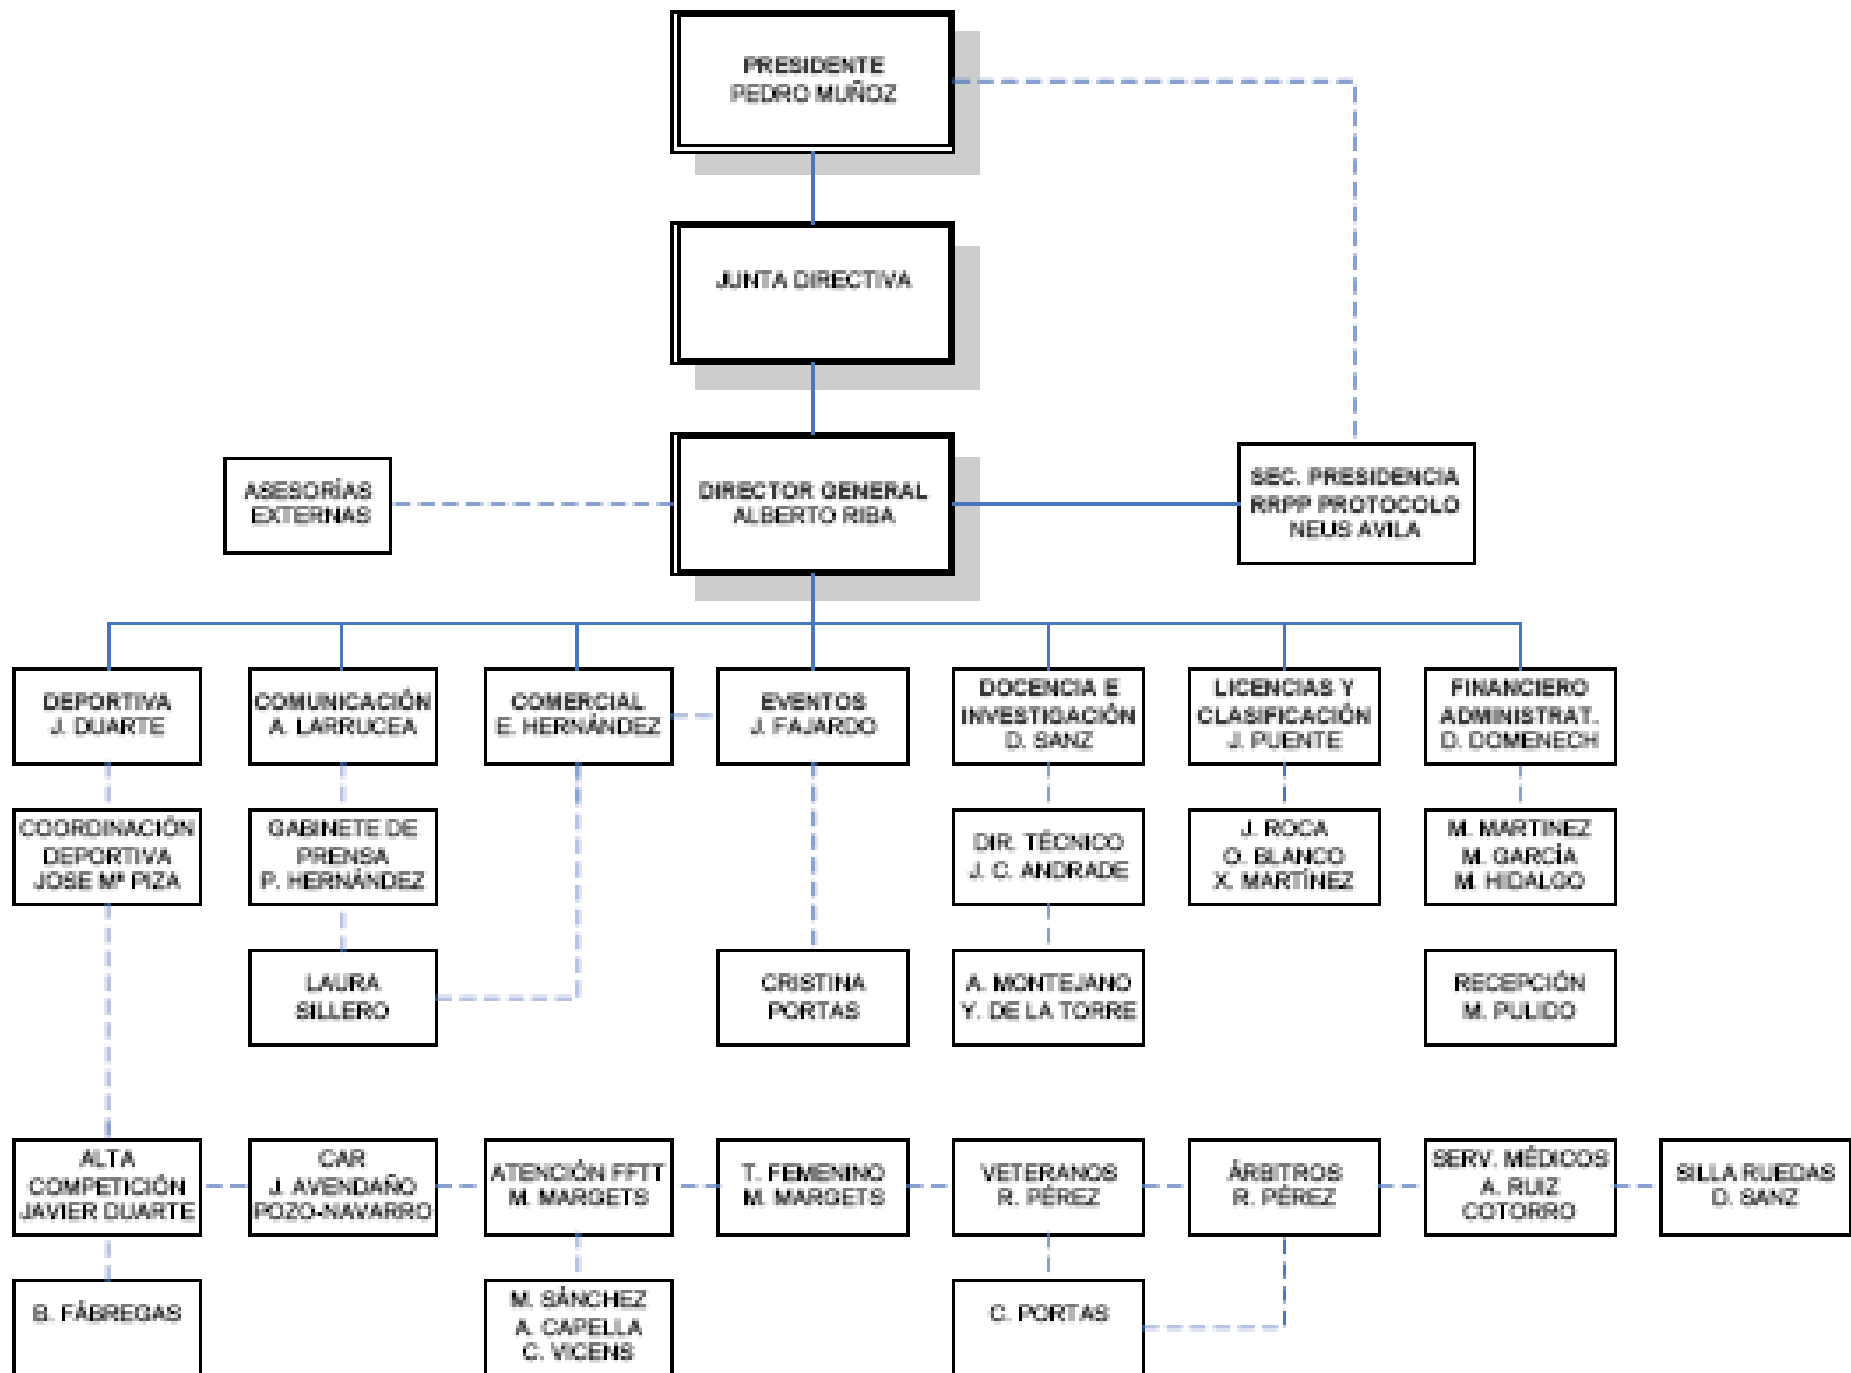 PRESIDENTE
PEDRO MUÑOZ
JUNTA DIRECTIVA
ASESORÍAS
EXTERNAS
DIRECTOR GENERAL
ALBERTO RIBA
SEC. PRESIDENCIA
RRPP PROTOCOLO
NEUS AVILA
DEPORTIVA
J. DUARTE
COMUNICACIÓN
A. LARRUCEA
COMERCIAL
E. HERNÁNDEZ
EVENTOS
J. FAJARDO
DOCENCIA E
INVESTIGACIÓN
D. SANZ
LICENCIAS Y
CLASIFICACIÓN
J. PUENTE
FINANCIERO
ADMINISTRAT.
D. DOMENECH
COORDINACIÓN
DEPORTIVA
JOSE Mª PIZA
GABINETE DE
PRENSA
P. HERNÁNDEZ
DIR. TÉCNICO
J. C. ANDRADE
J. ROCA
O. BLANCO
X. MARTÍNEZ
M. MARTINEZ
M. GARCÍA
M. HIDALGO
LAURA
SILLERO
CRISTINA
PORTAS
A. MONTEJANO
Y. DE LA TORRE
RECEPCIÓN
M. PULIDO
ALTA
COMPETICIÓN
JAVIER DUARTE
CAR
J. AVENDAÑO
POZO-NAVARRO
ATENCIÓN FFTT
M. MARGETS
T. FEMENINO
M. MARGETS
VETERANOS
R. PÉREZ
ÁRBITROS
R. PÉREZ
SERV. MÉDICOS
A. RUIZ
COTORRO
SILLA RUEDAS
D. SANZ
B. FÁBREGAS
M. SÁNCHEZ
A. CAPELLA
C. VICENS
C. PORTAS